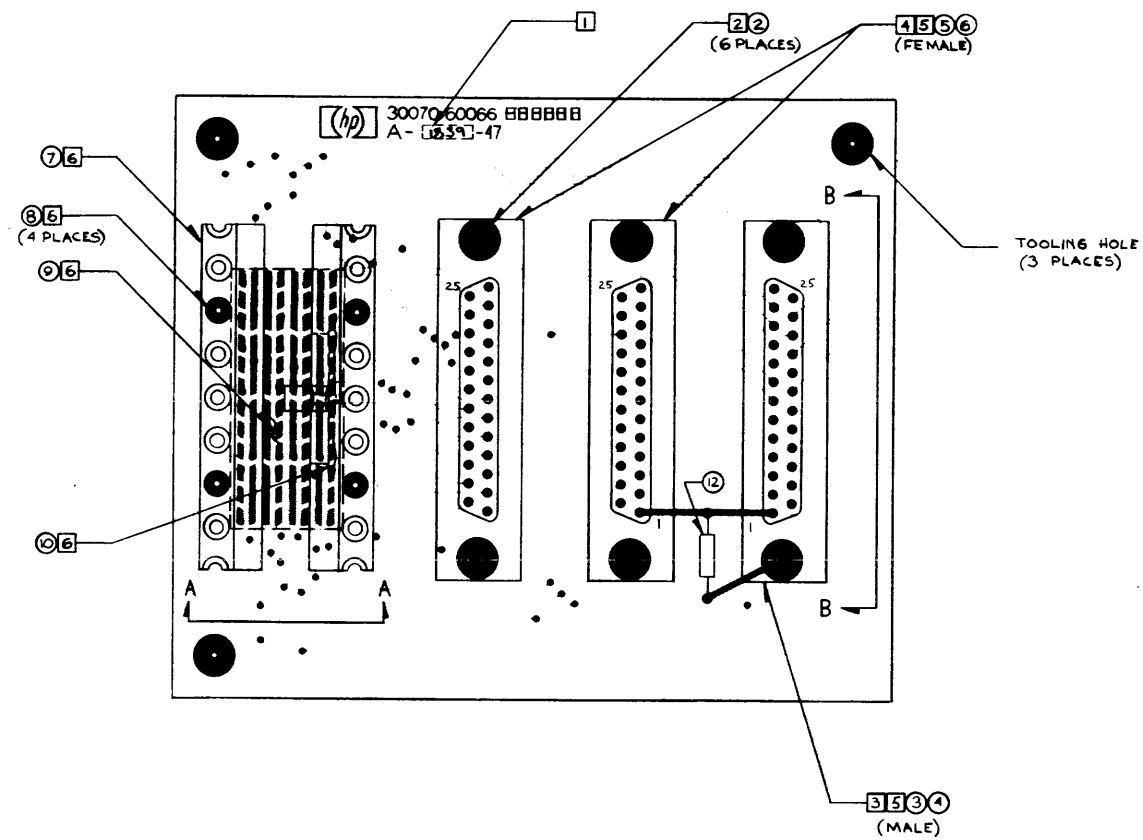 1
2 2
(6 PLACES)
4 5 5 6
(FEMALE)
hp 30070-60066
A- -47
7 6
8 6
(4 PLACES)
9 6
10 6
B
TOOLING HOLE
(3 PLACES)
25
25
25
12
1
1
A
A
B
3 5 3 4
(MALE)